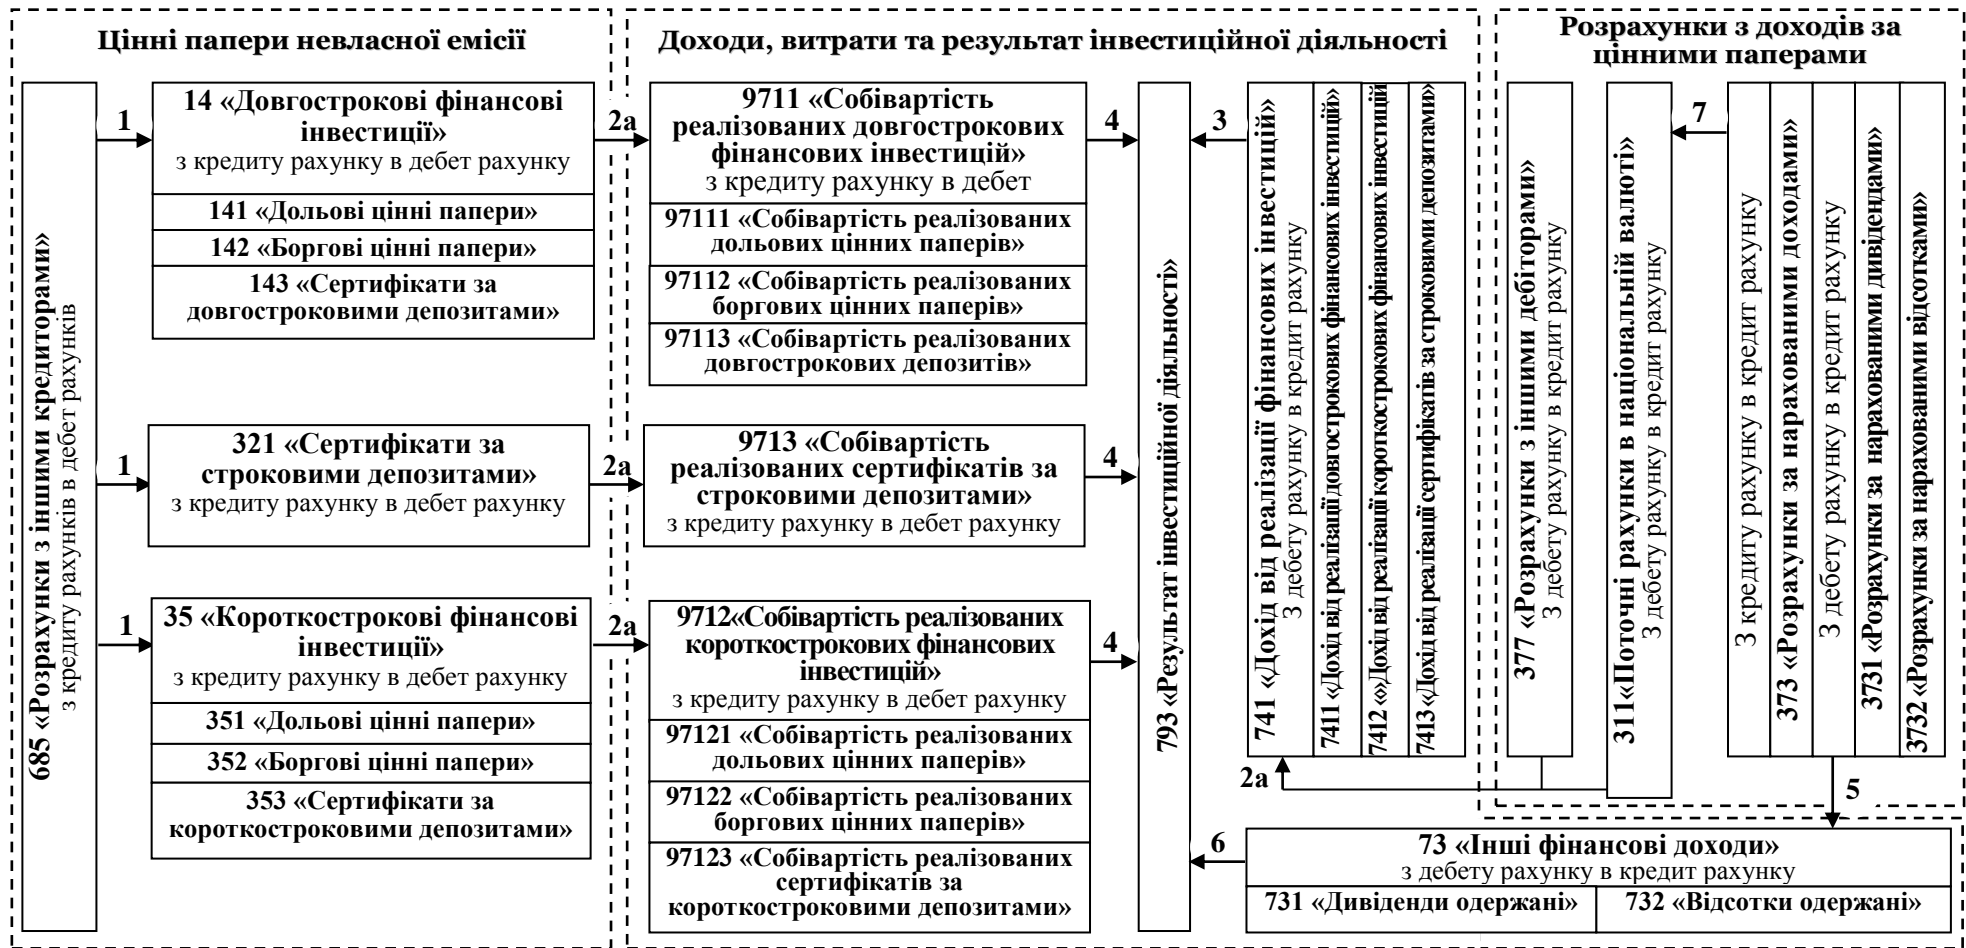 Цінні папери невласної емісії
685 «Розрахунки з іншими кредиторами»
з кредиту рахунків в дебет рахунків
1
14 «Довгострокові фінансові
інвестиції»
з кредиту рахунку в дебет рахунку
141 «Дольові цінні папери»
142 «Боргові цінні папери»
143 «Сертифікати за
довгостроковими депозитами»
1
321 «Сертифікати за
строковими депозитами»
з кредиту рахунку в дебет рахунку
1
35 «Короткострокові фінансові
інвестиції»
з кредиту рахунку в дебет рахунку
351 «Дольові цінні папери»
352 «Боргові цінні папери»
353 «Сертифікати за
короткостроковими депозитами»
2а
2а
2а
Доходи, витрати та результат інвестиційної діяльності
9711 «Собівартість
реалізованих довгострокових
фінансових інвестицій»
з кредиту рахунку в дебет
97111 «Собівартість реалізованих
дольових цінних паперів»
97112 «Собівартість реалізованих
боргових цінних паперів»
97113 «Собівартість реалізованих
довгострокових депозитів»
4
9713 «Собівартість
реалізованих сертифікатів за
строковими депозитами»
з кредиту рахунку в дебет рахунку
4
9712«Собівартість реалізованих
короткострокових фінансових
інвестицій»
з кредиту рахунку в дебет рахунку
97121 «Собівартість реалізованих
дольових цінних паперів»
97122 «Собівартість реалізованих
боргових цінних паперів»
97123 «Собівартість реалізованих
сертифікатів за
короткостроковими депозитами»
4
793 «Результат інвестиційної діяльності»
3
741 «Дохід від реалізації фінансових інвестицій»
З дебету рахунку в кредит рахунку
7411 «Дохід від реалізації довгострокових фінансових інвестицій»
7412 «»Дохід від реалізації короткострокових фінансових інвестицій
7413 «Дохід від реалізації сертифікатів за строковими депозитами»
2а
6
Розрахунки з доходів за
цінними паперами
377 «Розрахунки з іншими дебіторами»
З дебету рахунку в кредит рахунку
311«Поточні рахунки в національній валюті»
З дебету рахунку в кредит рахунку
7
З кредиту рахунку в кредит рахунку
373 «Розрахунки за нарахованими доходами»
З дебету рахунку в кредит рахунку
3731 «Розрахунки за нарахованими дивідендами»
3732 «Розрахунки за нарахованими відсотками»
5
73 «Інші фінансові доходи»
з дебету рахунку в кредит рахунку
731 «Дивіденди одержані»
732 «Відсотки одержані»